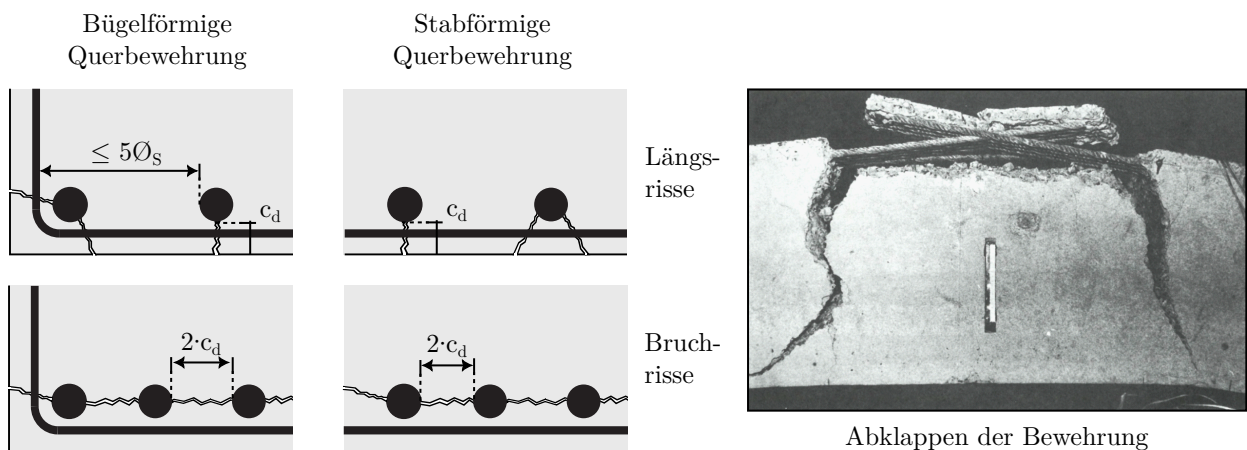 Bügelförmige
Querbewehrung
Stabförmige
Querbewehrung
≤ 5Ø_S
c_d
c_d
Längs-
risse
2·c_d
2·c_d
Bruch-
risse
Abklappen der Bewehrung